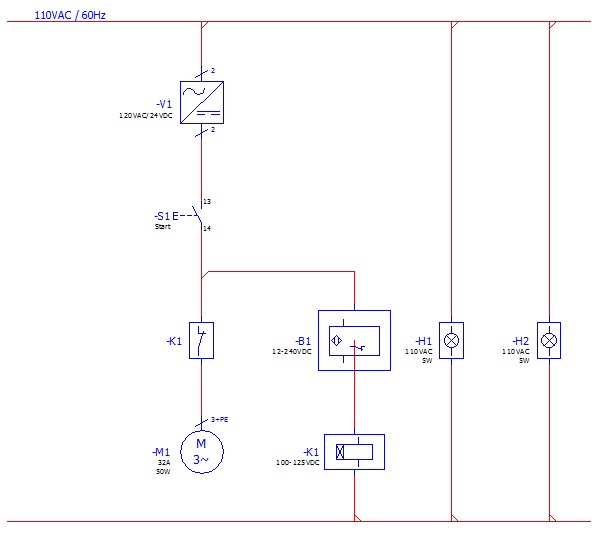 110VAC / 60Hz
2
-V1
120VAC/24VDC
2
13
-S1
Start
14
-K1
-B1
12-240VDC
-H1
110VAC
5W
-H2
110VAC
5W
3+PE
-M1
32A
50W
M
3~
-K1
100-125VDC